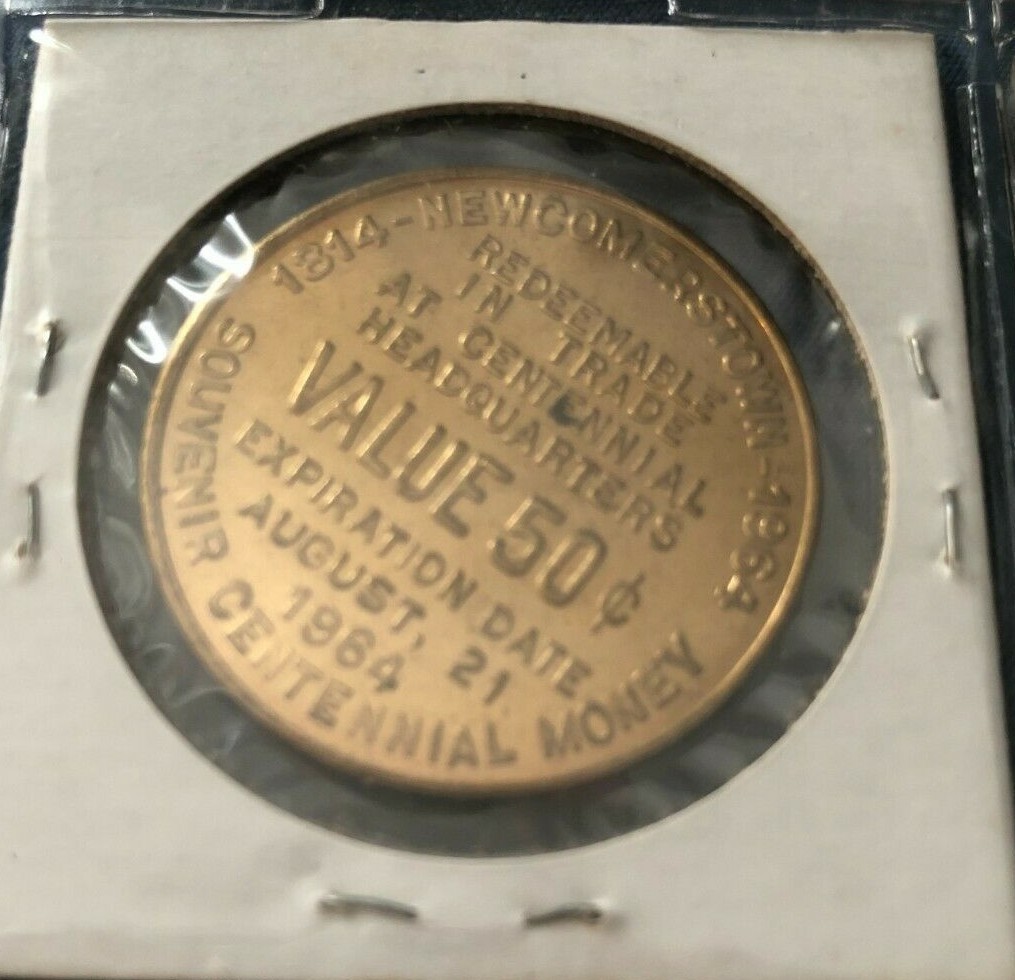 1814-NEWCOMERSTOWN-1964
REDEEMABLE
IN TRADE
AT CENTENNIAL
HEADQUARTERS
VALUE 50¢
EXPIRATION DATE
AUGUST, 21
1964
SOUVENIR CENTENNIAL MONEY